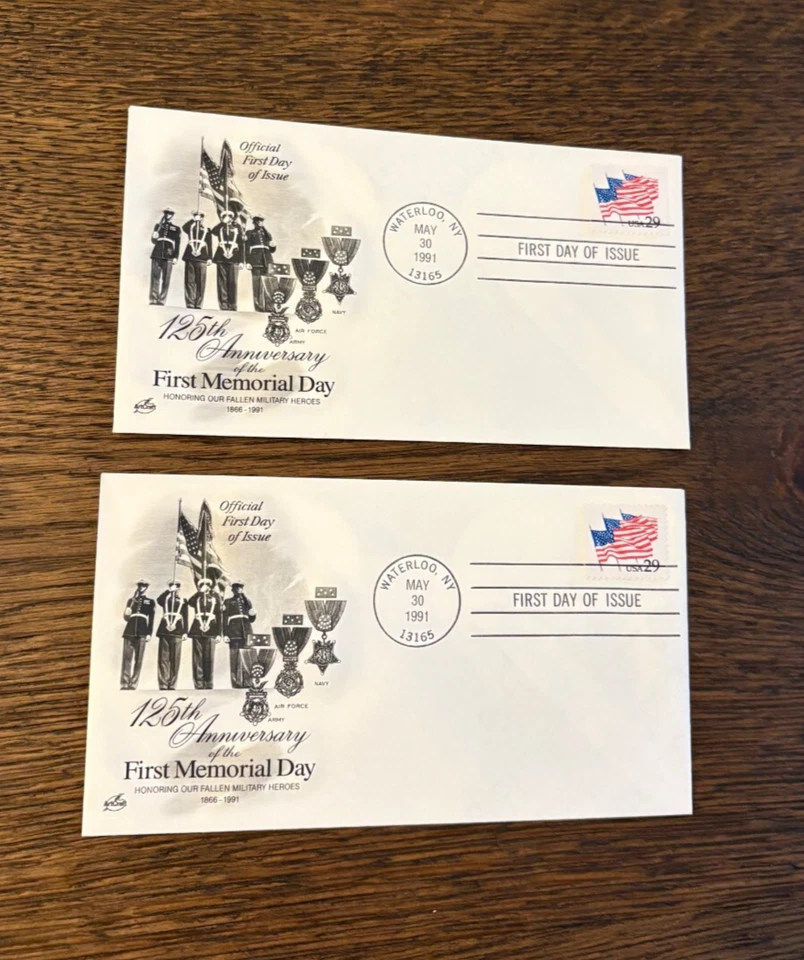 Official
First Day
of Issue
WATERLOO, NY
MAY
30
1991
13165
USA 29
FIRST DAY OF ISSUE
NAVY
AIR FORCE
ARMY
125th
Anniversary
of the
First Memorial Day
HONORING OUR FALLEN MILITARY HEROES
1866 - 1991
ArtCraft
Official
First Day
of Issue
WATERLOO, NY
MAY
30
1991
13165
USA 29
FIRST DAY OF ISSUE
NAVY
AIR FORCE
ARMY
125th
Anniversary
of the
First Memorial Day
HONORING OUR FALLEN MILITARY HEROES
1866 - 1991
ArtCraft